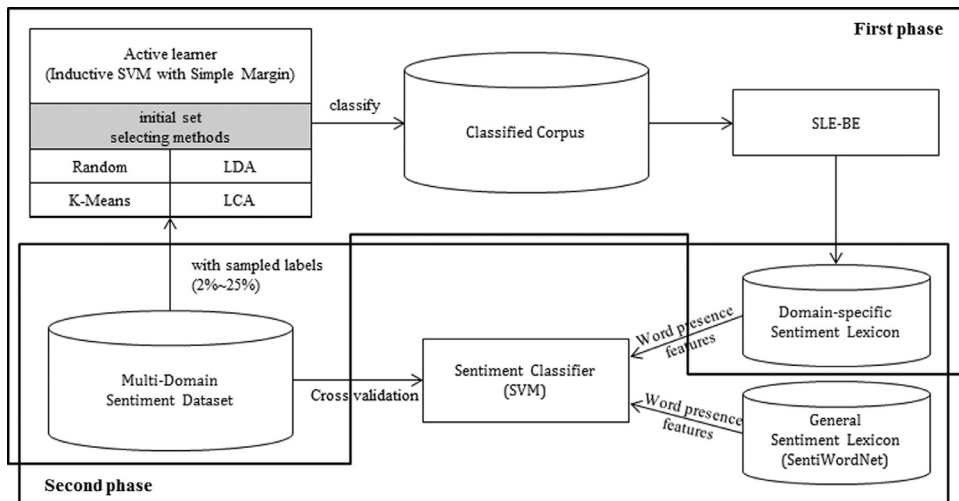 First phase
Active learner
(Inductive SVM with Simple Margin)
initial set
selecting methods
Random
LDA
K-Means
LCA
classify
Classified Corpus
SLE-BE
with sampled labels
(2%~25%)
Multi-Domain
Sentiment Dataset
Cross validation
Sentiment Classifier
(SVM)
Word presence
features
Domain-specific
Sentiment Lexicon
Word presence
features
General
Sentiment Lexicon
(SentiWordNet)
Second phase